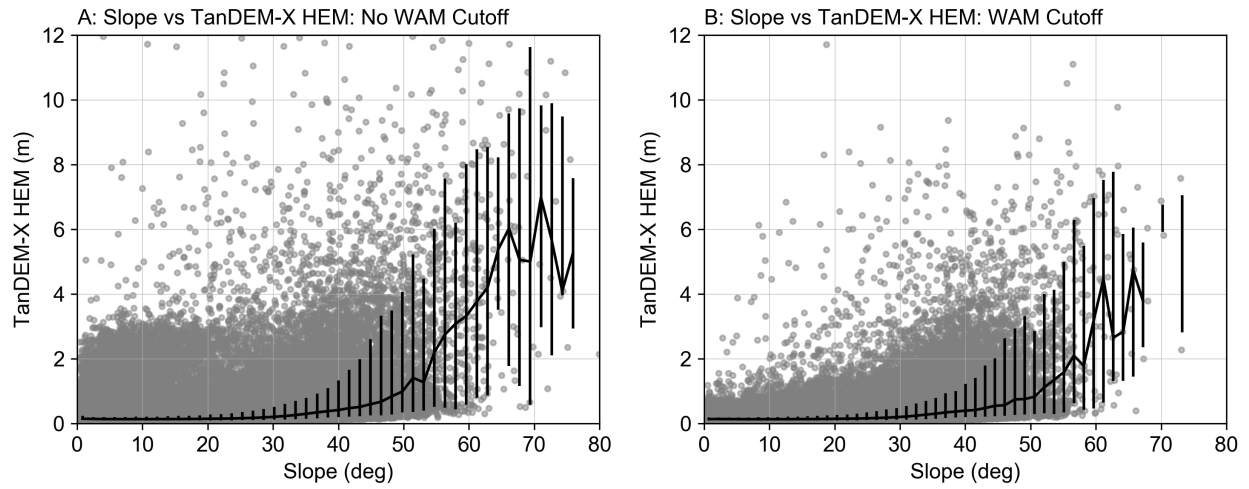 A: Slope vs TanDEM-X HEM: No WAM Cutoff
12
10
8
6
4
2
0
TanDEM-X HEM (m)
0 10 20 30 40 50 60 70 80
Slope (deg)
B: Slope vs TanDEM-X HEM: WAM Cutoff
12
10
8
6
4
2
0
TanDEM-X HEM (m)
0 10 20 30 40 50 60 70 80
Slope (deg)